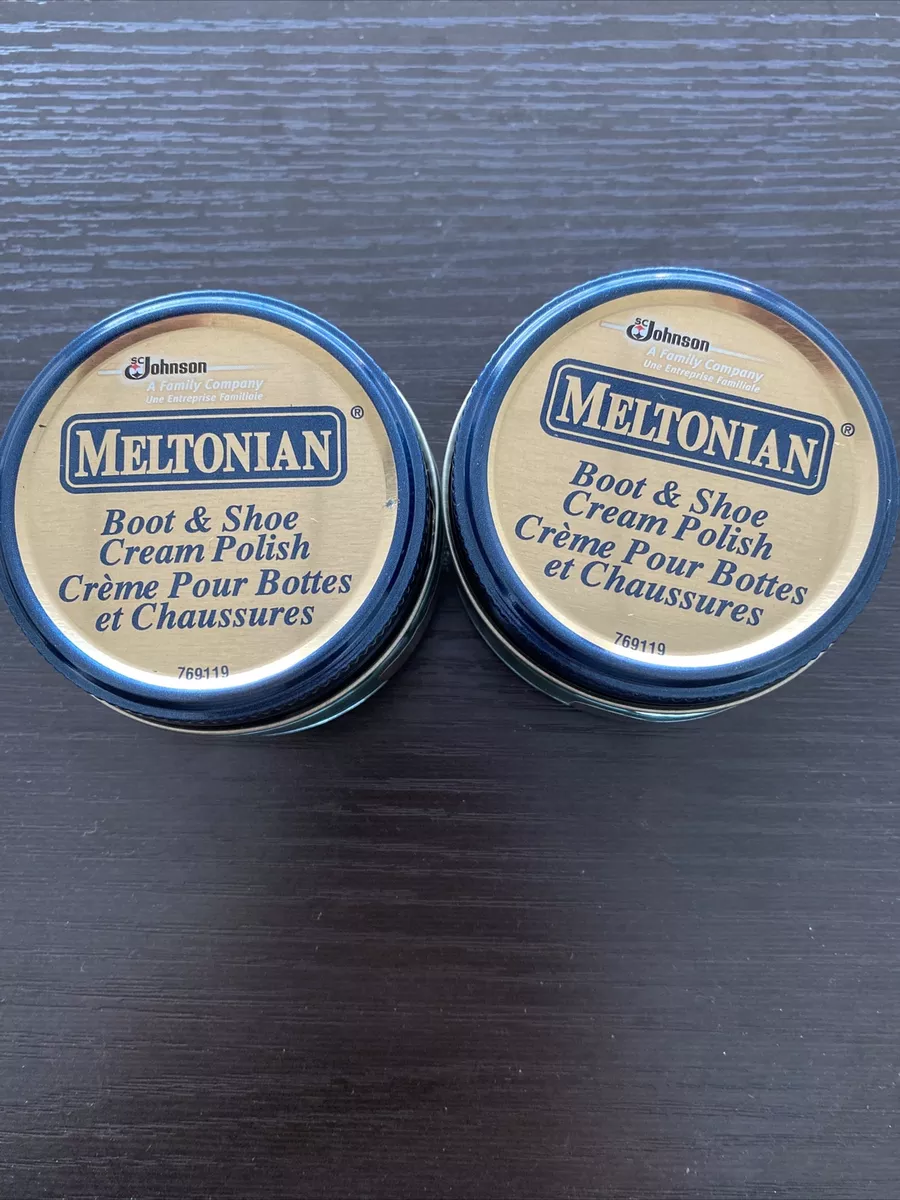 SC Johnson
A Family Company
Une Entreprise Familiale
MELTONIAN®
Boot & Shoe
Cream Polish
Crème Pour Bottes
et Chaussures
769119
SC Johnson
A Family Company
Une Entreprise Familiale
MELTONIAN®
Boot & Shoe
Cream Polish
Crème Pour Bottes
et Chaussures
769119